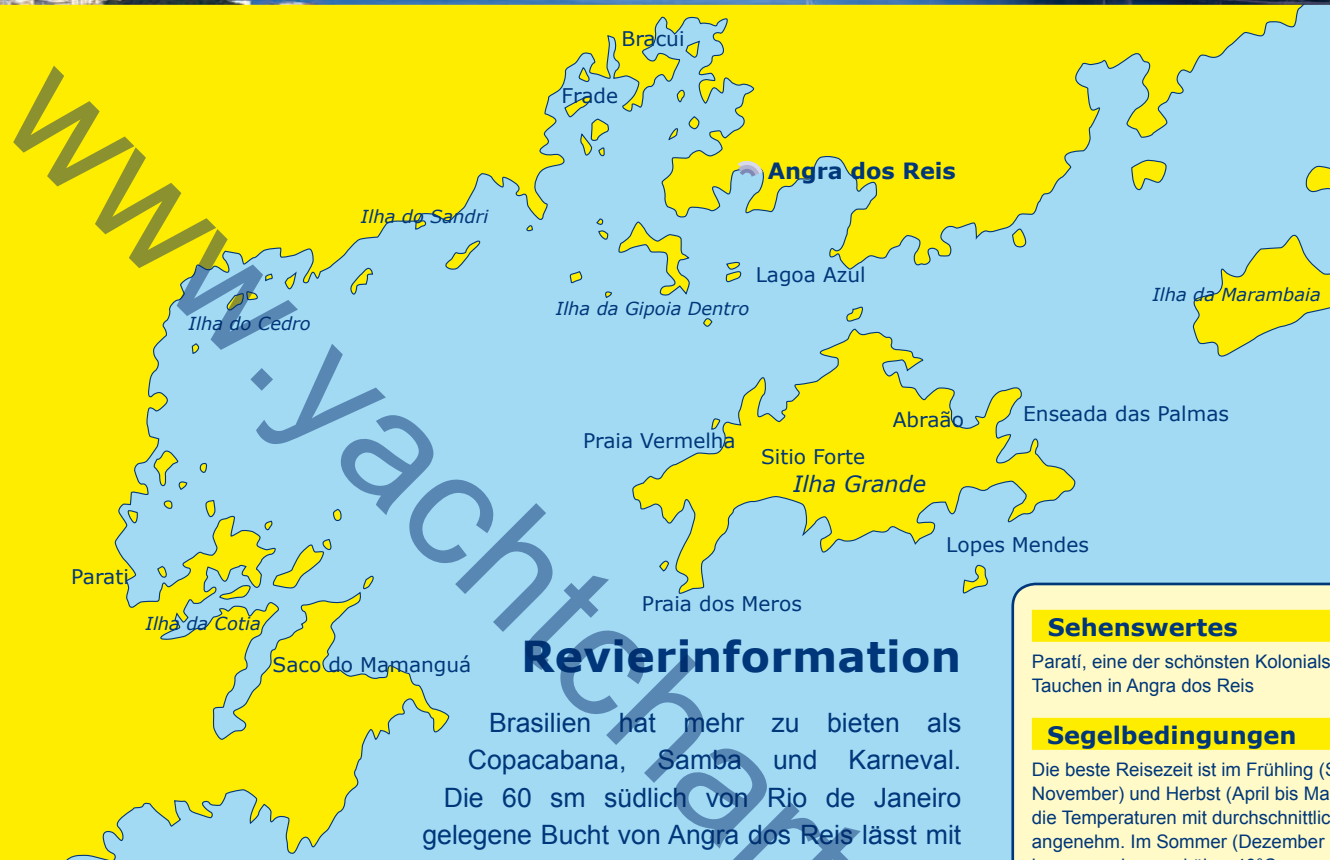 Bracui
Frade
Angra dos Reis
Ilha do Sandri
Lagoa Azul
Ilha da Gipoia Dentro
Ilha da Marambaia
Ilha do Cedro
Abraão
Enseada das Palmas
Praia Vermelha
Sitio Forte
Ilha Grande
Lopes Mendes
Parati
Praia dos Meros
Ilha da Cotia
Saco do Mamanguá
Revierinformation
Brasilien hat mehr zu bieten als
Copacabana, Samba und Karneval.
Die 60 sm südlich von Rio de Janeiro
gelegene Bucht von Angra dos Reis lässt mit
Sehenswertes
Paratí, eine der schönsten Kolonials
Tauchen in Angra dos Reis
Segelbedingungen
Die beste Reisezeit ist im Frühling (S
November) und Herbst (April bis Ma
die Temperaturen mit durchschnittlic
angenehm. Im Sommer (Dezember
www.yachtchart